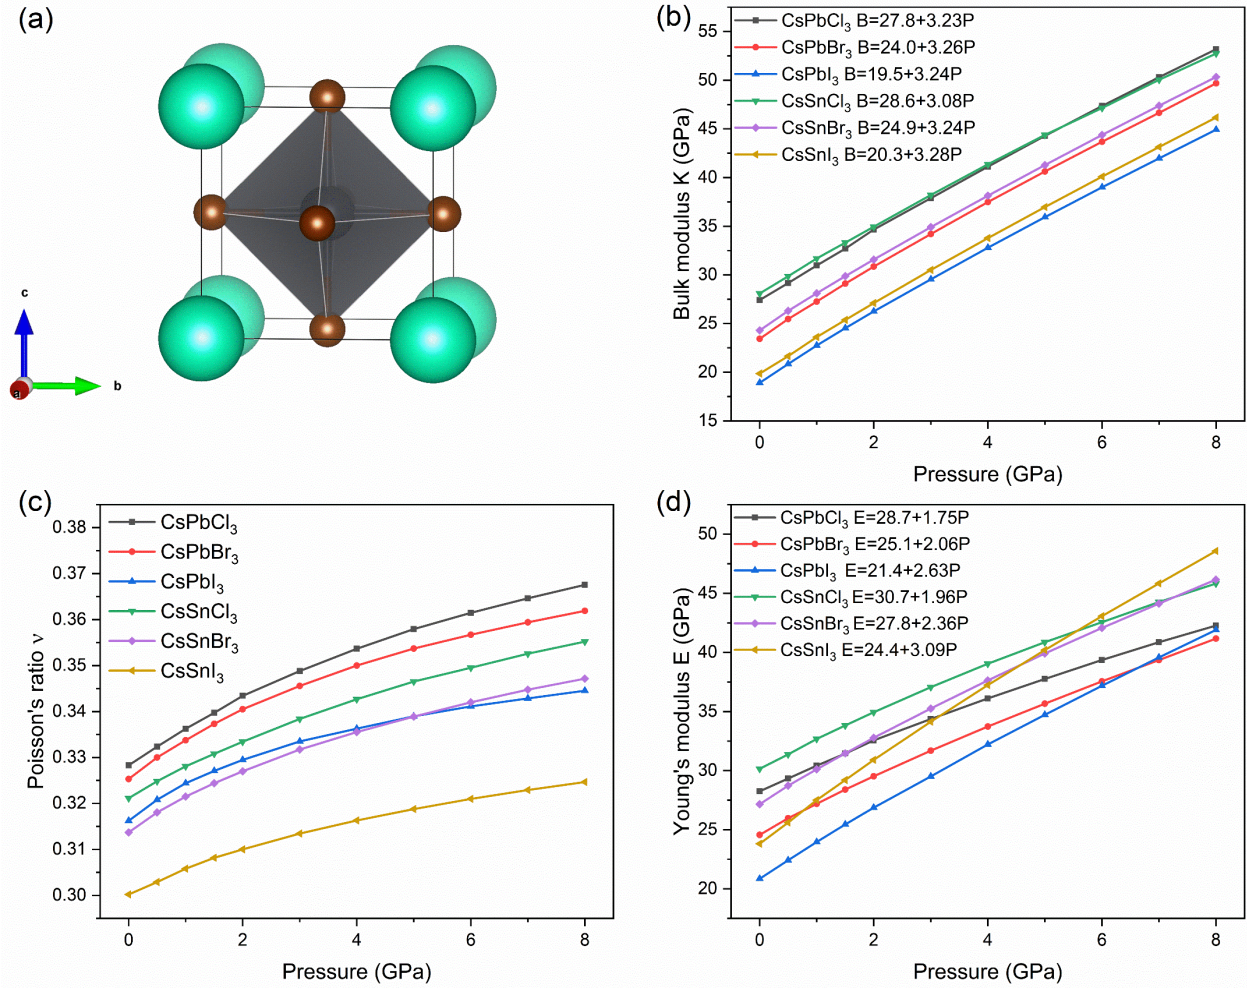 (a)
c
b
a
(b)
CsPbCl₃ B=27.8+3.23P
CsPbBr₃ B=24.0+3.26P
CsPbI₃ B=19.5+3.24P
CsSnCl₃ B=28.6+3.08P
CsSnBr₃ B=24.9+3.24P
CsSnI₃ B=20.3+3.28P
Bulk modulus K (GPa)
55
50
45
40
35
30
25
20
15
0 2 4 6 8
Pressure (GPa)
(c)
CsPbCl₃
CsPbBr₃
CsPbI₃
CsSnCl₃
CsSnBr₃
CsSnI₃
Poisson's ratio ν
0.38
0.37
0.36
0.35
0.34
0.33
0.32
0.31
0.30
0 2 4 6 8
Pressure (GPa)
(d)
CsPbCl₃ E=28.7+1.75P
CsPbBr₃ E=25.1+2.06P
CsPbI₃ E=21.4+2.63P
CsSnCl₃ E=30.7+1.96P
CsSnBr₃ E=27.8+2.36P
CsSnI₃ E=24.4+3.09P
Young's modulus E (GPa)
50
45
40
35
30
25
20
0 2 4 6 8
Pressure (GPa)